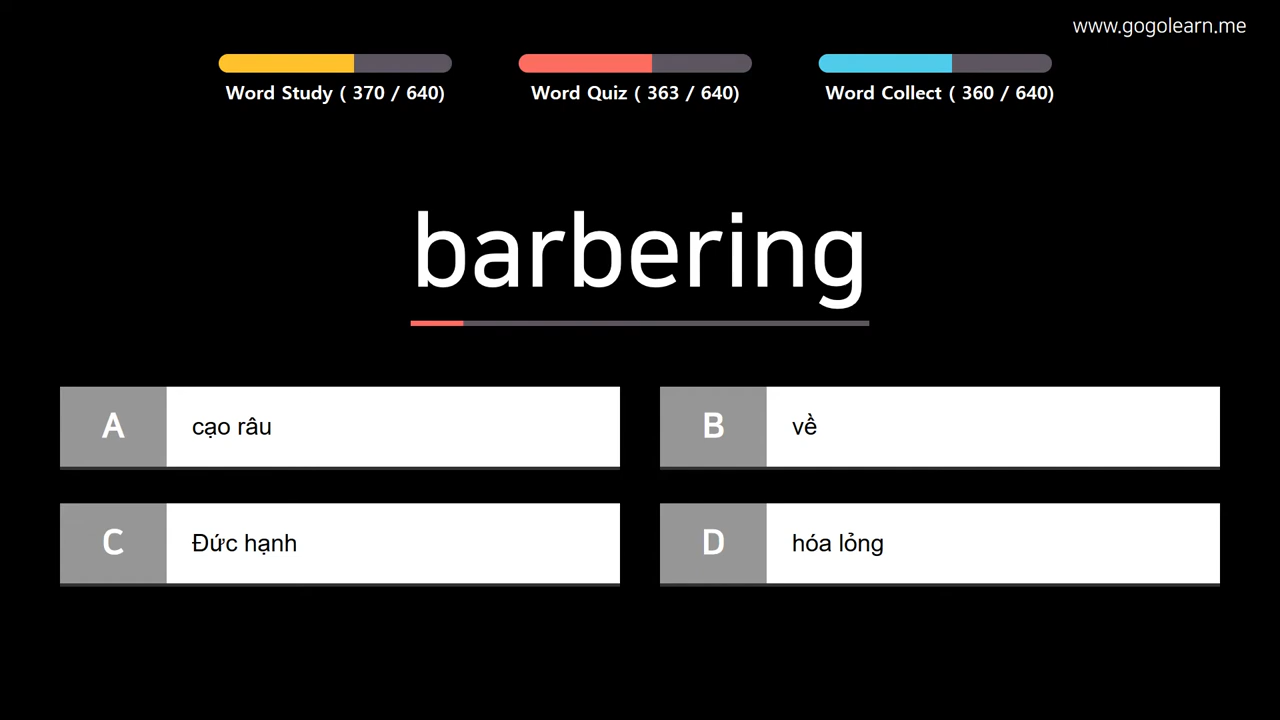 www.gogolearn.me
Word Study ( 370 / 640)
Word Quiz ( 363 / 640)
Word Collect ( 360 / 640)
barbering
A cạo râu
B về
C Đức hạnh
D hóa lỏng